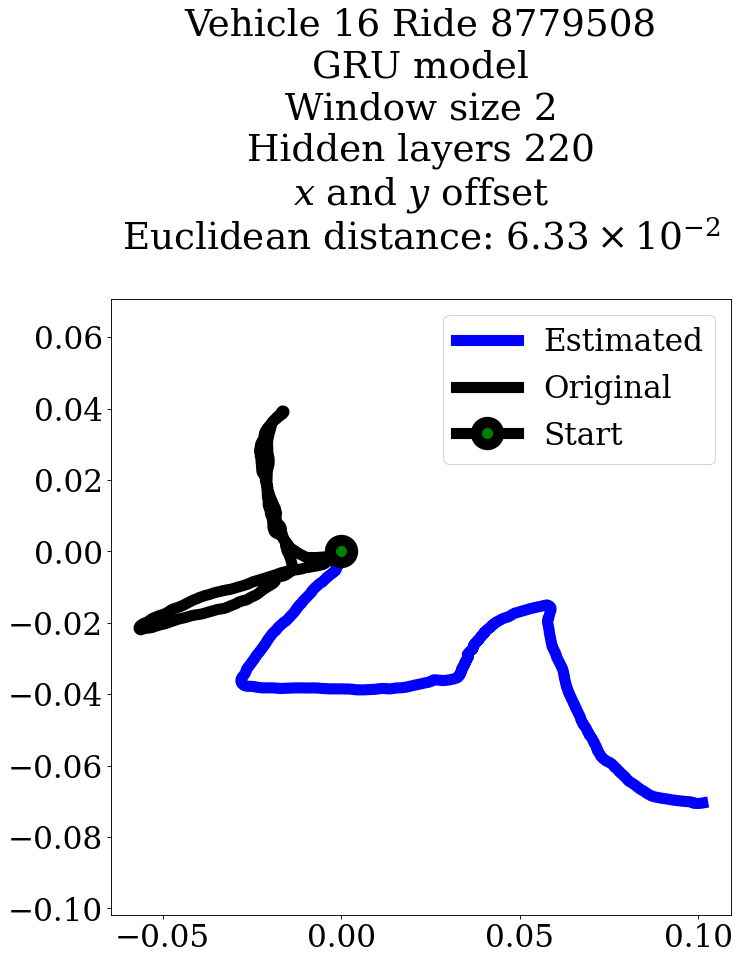 Vehicle 16 Ride 8779508
GRU model
Window size 2
Hidden layers 220
x and y offset
Euclidean distance: 6.33 × 10⁻²
Estimated
Original
Start
0.06
0.04
0.02
0.00
−0.02
−0.04
−0.06
−0.08
−0.10
−0.05 0.00 0.05 0.10